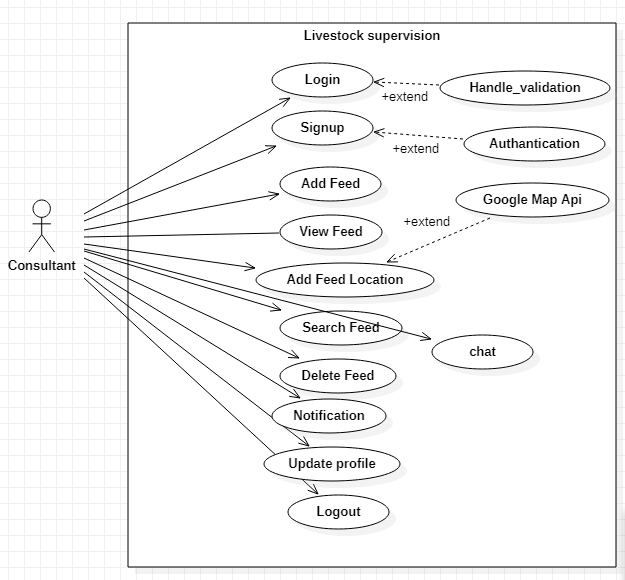 Livestock supervision
Login
+extend
Handle_validation
Signup
+extend
Authantication
Add Feed
Google Map Api
+extend
View Feed
Consultant
Add Feed Location
Search Feed
chat
Delete Feed
Notification
Update profile
Logout